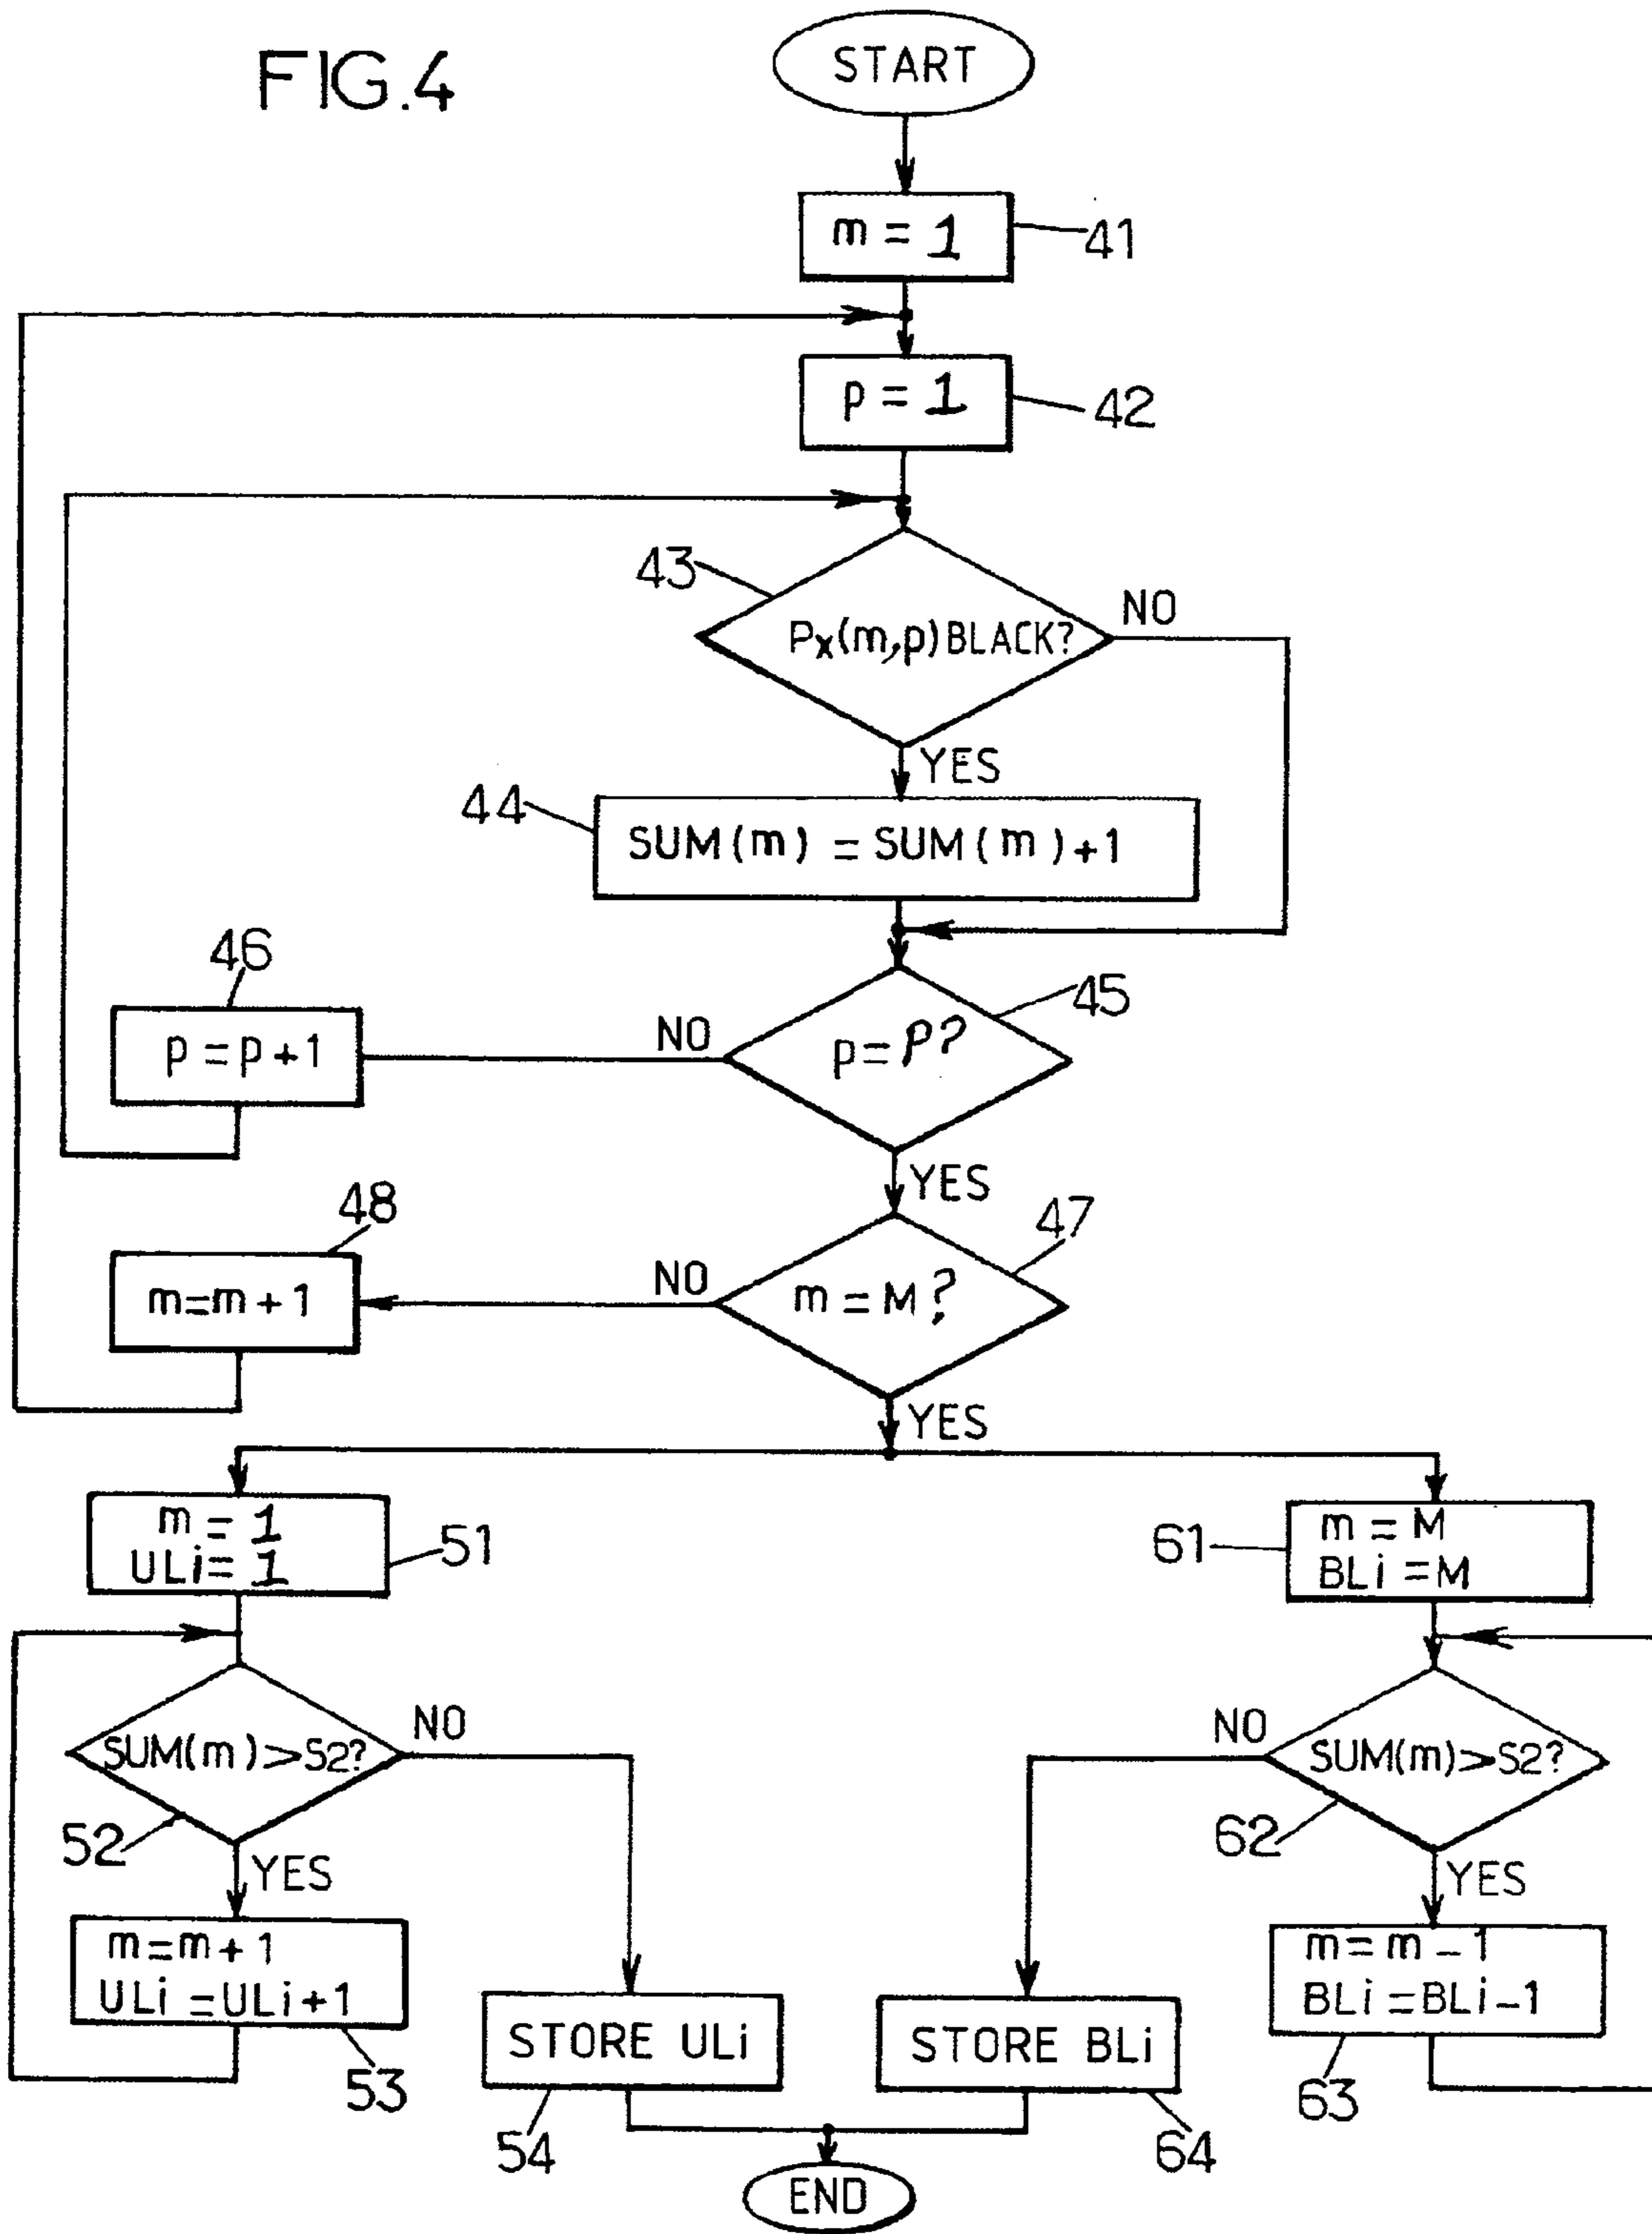 FIG.4
START
m = 1
41
p = 1
42
43
Px(m,p) BLACK?
NO
YES
44
SUM(m) = SUM(m)+1
46
45
p = p+1
NO
p = P?
YES
48
47
m = m+1
NO
m = M?
YES
m = 1
ULi = 1
51
61
m = M
BLi = M
SUM(m) > S2?
NO
52
YES
NO
SUM(m) > S2?
62
YES
m = m+1
ULi = ULi+1
53
STORE ULi
54
STORE BLi
64
m = m-1
BLi = BLi-1
63
END